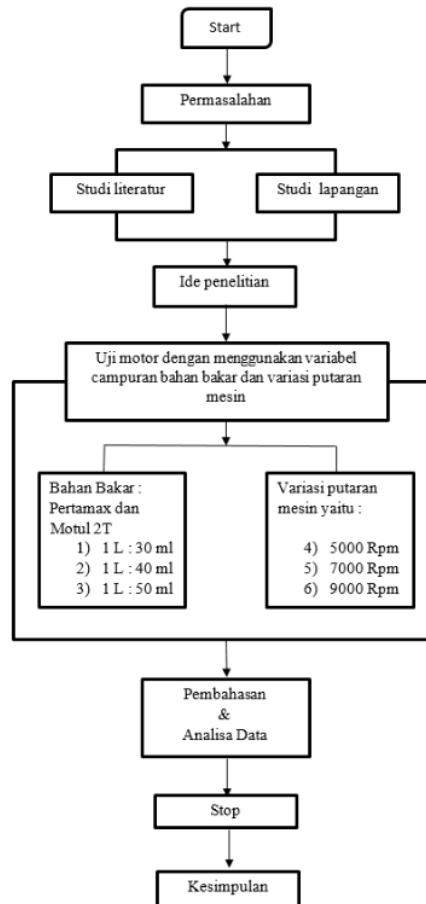 Start
Permasalahan
Studi literatur
Studi lapangan
Ide penelitian
Uji motor dengan menggunakan variabel
campuran bahan bakar dan variasi putaran
mesin
Bahan Bakar :
Pertamax dan
Motul 2T
1) 1 L : 30 ml
2) 1 L : 40 ml
3) 1 L : 50 ml
Variasi putaran
mesin yaitu :
4) 5000 Rpm
5) 7000 Rpm
6) 9000 Rpm
Pembahasan
&
Analisa Data
Stop
Kesimpulan